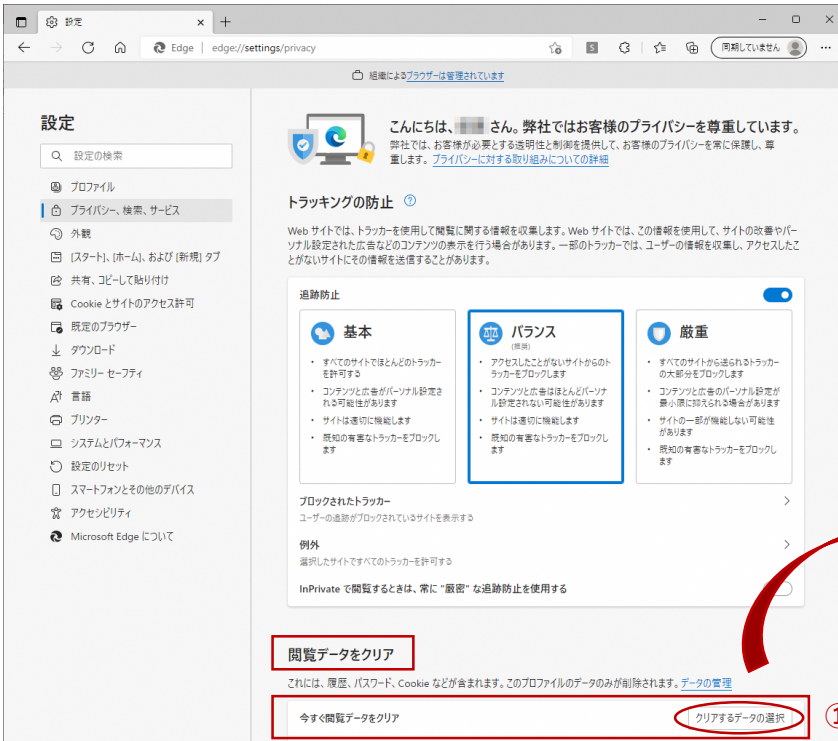 設定
Edge | edge://settings/privacy
同期していません
組織によるブラウザーは管理されています
設定
設定の検索
プロファイル
プライバシー、検索、サービス
外観
[スタート]、[ホーム]、および [新規] タブ
共有、コピーして貼り付け
Cookie とサイトのアクセス許可
既定のブラウザー
ダウンロード
ファミリー セーフティ
言語
プリンター
システムとパフォーマンス
設定のリセット
スマートフォンとその他のデバイス
アクセシビリティ
Microsoft Edge について
こんにちは、 さん。弊社ではお客様のプライバシーを尊重しています。
弊社では、お客様が必要とする透明性と制御を提供して、お客様のプライバシーを常に保護し、尊
重します。プライバシーに対する取り組みについての詳細
トラッキングの防止
Web サイトでは、トラッカーを使用して閲覧に関する情報を収集します。Web サイトでは、この情報を使用して、サイトの改善やパー
ソナル設定された広告などのコンテンツの表示を行う場合があります。一部のトラッカーでは、ユーザーの情報を収集し、アクセスしたこ
とがないサイトにその情報を送信することがあります。
追跡防止
基本
・ すべてのサイトでほとんどのトラッカー
を許可する
・ コンテンツと広告がパーソナル設定さ
れる可能性があります
・ サイトは適切に機能します
・ 既知の有害なトラッカーをブロックし
ます
バランス
(推奨)
・ アクセスしたことがないサイトからのト
ラッカーをブロックします
・ コンテンツと広告はほとんどパーソナ
ル設定されない可能性があります
・ サイトは適切に機能します
・ 既知の有害なトラッカーをブロックし
ます
厳重
・ すべてのサイトから送られるトラッカー
の大部分をブロックします
・ コンテンツと広告のパーソナル設定が
最小限に抑えられる場合があります
・ サイトの一部が機能しない可能性
があります
・ 既知の有害なトラッカーをブロックし
ます
ブロックされたトラッカー
ユーザーの追跡がブロックされているサイトを表示する
例外
選択したサイトですべてのトラッカーを許可する
InPrivate で閲覧するときは、常に "厳密" な追跡防止を使用する
閲覧データをクリア
これには、履歴、パスワード、Cookie などが含まれます。このプロファイルのデータのみが削除されます。データの管理
今すぐ閲覧データをクリア
クリアするデータの選択
①